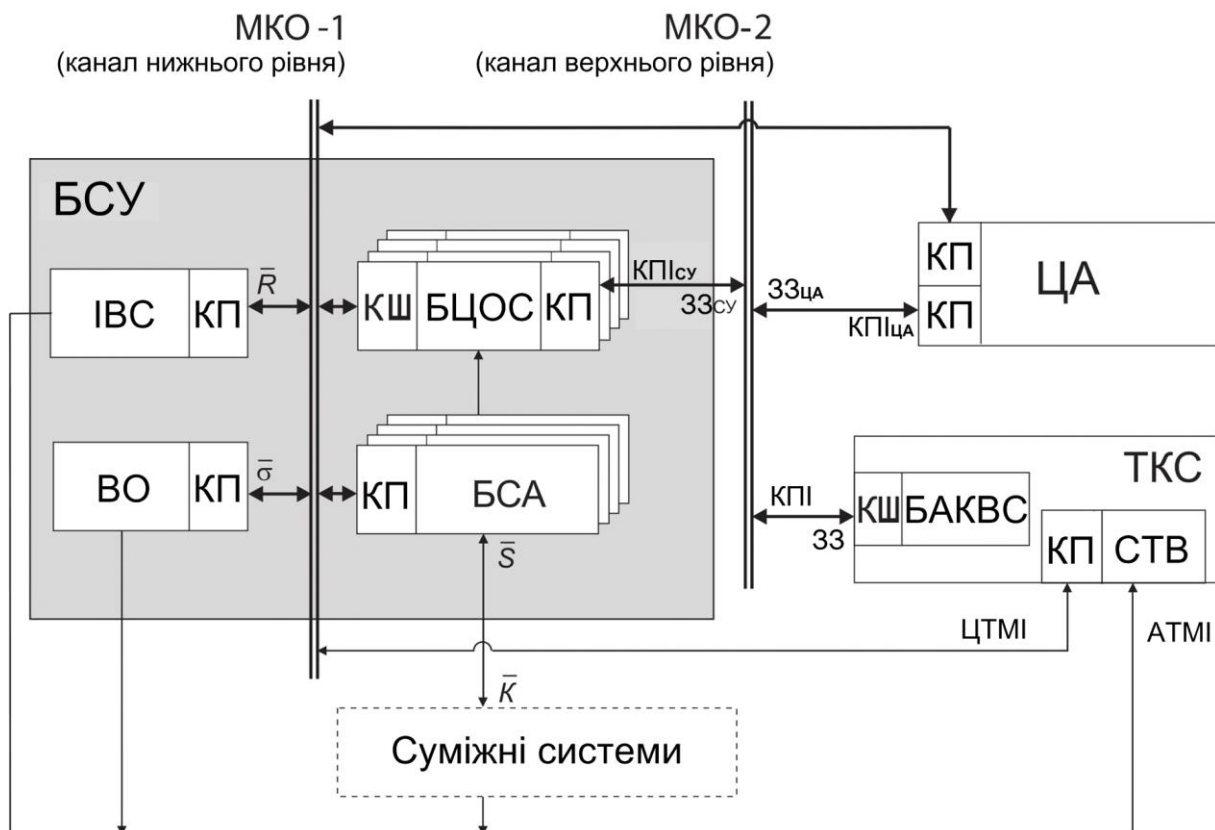 МКО -1
(канал нижнього рівня)
МКО-2
(канал верхнього рівня)
БСУ
ІВС КП
R̅
КШ БЦОС КП
КПІСУ
ЗЗСУ
ЗЗЦА
КПІЦА
КП
КП
ЦА
ВО КП
σ̅
КП БСА
S̅
КПІ
ЗЗ
ТКС
КШ БАКВС
КП СТВ
ЦТМІ
АТМІ
K̅
Суміжні системи